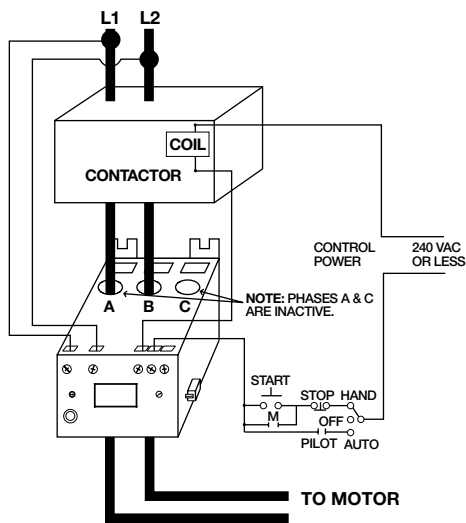 L1 L2
COIL
CONTACTOR
CONTROL
POWER
240 VAC
OR LESS
A B C
NOTE: PHASES A & C
ARE INACTIVE.
START
M
STOP HAND
OFF
PILOT AUTO
TO MOTOR